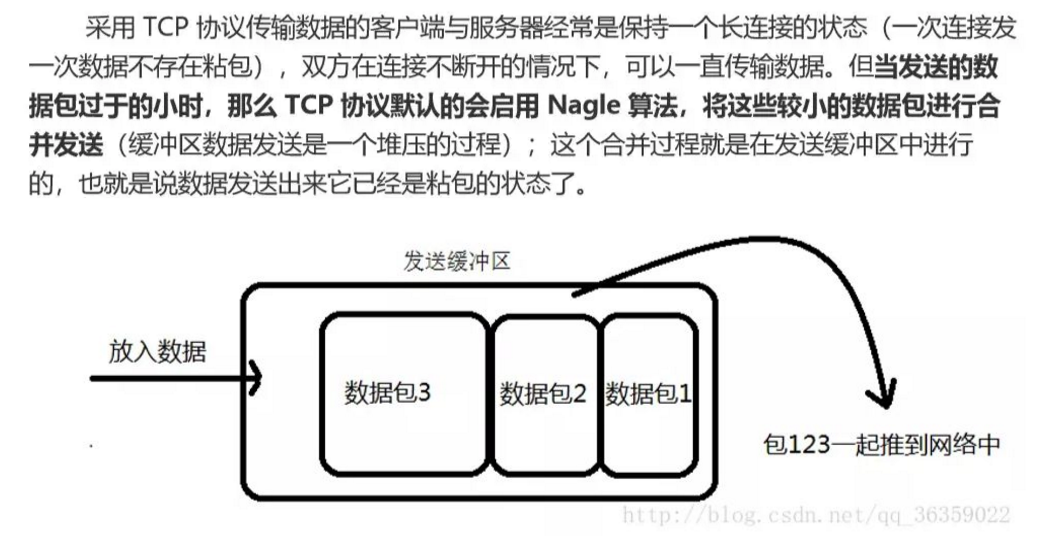 采用 TCP 协议传输数据的客户端与服务器经常是保持一个长连接的状态（一次连接发
一次数据不存在粘包），双方在连接不断开的情况下，可以一直传输数据。但当发送的数
据包过于的小时，那么 TCP 协议默认的会启用 Nagle 算法，将这些较小的数据包进行合
并发送（缓冲区数据发送是一个堆压的过程）；这个合并过程就是在发送缓冲区中进行
的，也就是说数据发送出来它已经是粘包的状态了。
发送缓冲区
放入数据
数据包3
数据包2
数据包1
包123一起推到网络中
http://blog.csdn.net/qq_36359022